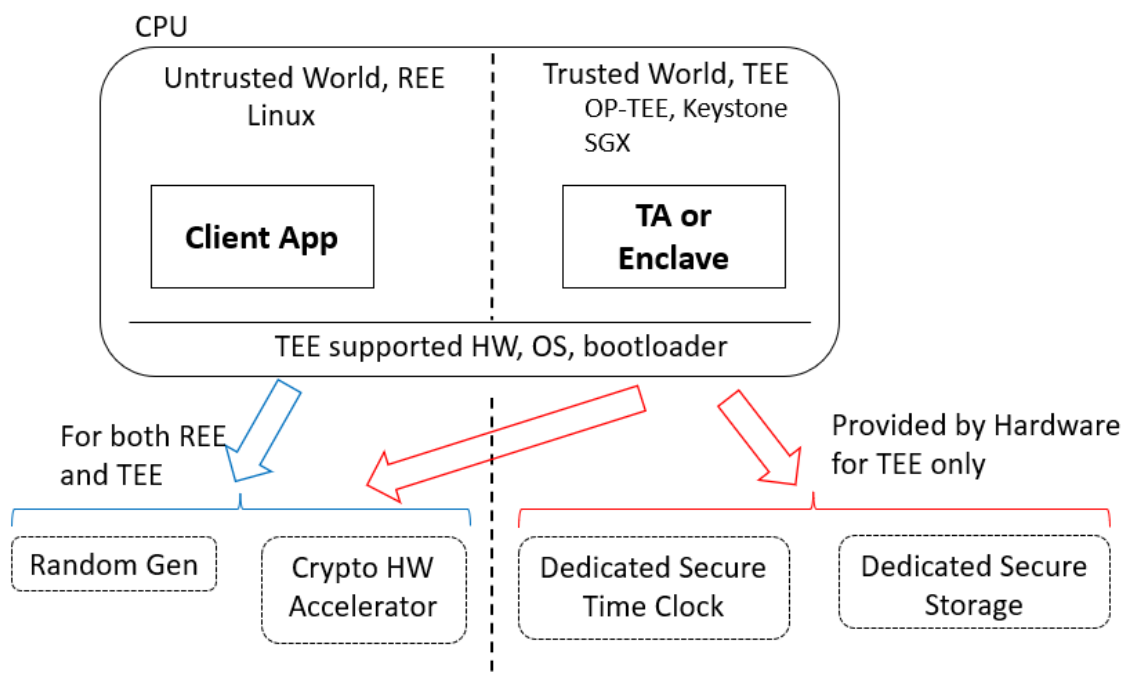 CPU
Untrusted World, REE
Linux
Trusted World, TEE
OP-TEE, Keystone
SGX
Client App
TA or
Enclave
TEE supported HW, OS, bootloader
For both REE
and TEE
Provided by Hardware
for TEE only
Random Gen
Crypto HW
Accelerator
Dedicated Secure
Time Clock
Dedicated Secure
Storage